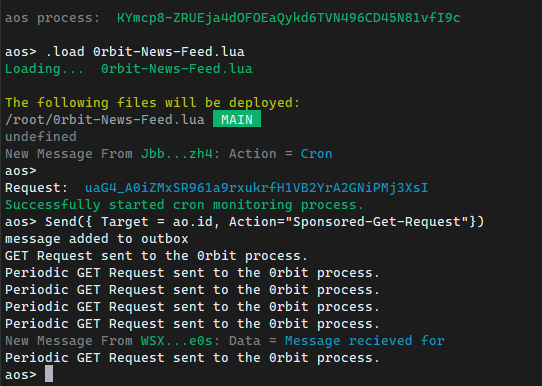 aos process:  KYmcp8-ZRUEja4dOFOEaQykd6TVN496CD45N81vfI9c
aos> .load 0rbit-News-Feed.lua
Loading...  0rbit-News-Feed.lua
The following files will be deployed:
/root/0rbit-News-Feed.lua  MAIN
undefined
New Message From Jbb...zh4: Action = Cron
aos>
Request:  uaG4_A0iZMxSR961a9rxukrfH1VB2YrA2GNiPMj3XsI
Successfully started cron monitoring process.
aos> Send({ Target = ao.id, Action="Sponsored-Get-Request"})
message added to outbox
GET Request sent to the 0rbit process.
Periodic GET Request sent to the 0rbit process.
Periodic GET Request sent to the 0rbit process.
Periodic GET Request sent to the 0rbit process.
Periodic GET Request sent to the 0rbit process.
New Message From WSX...e0s: Data = Message recieved for
Periodic GET Request sent to the 0rbit process.
aos>